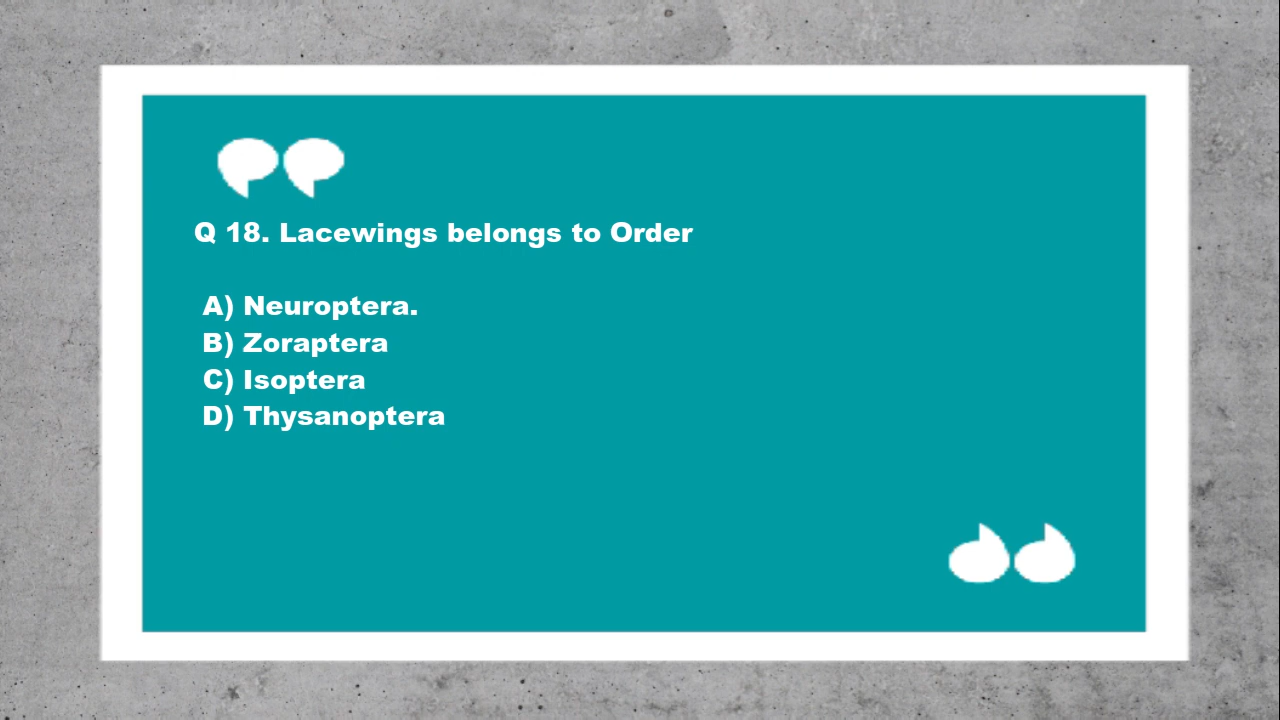 Q 18. Lacewings belongs to Order
A) Neuroptera.
B) Zoraptera
C) Isoptera
D) Thysanoptera